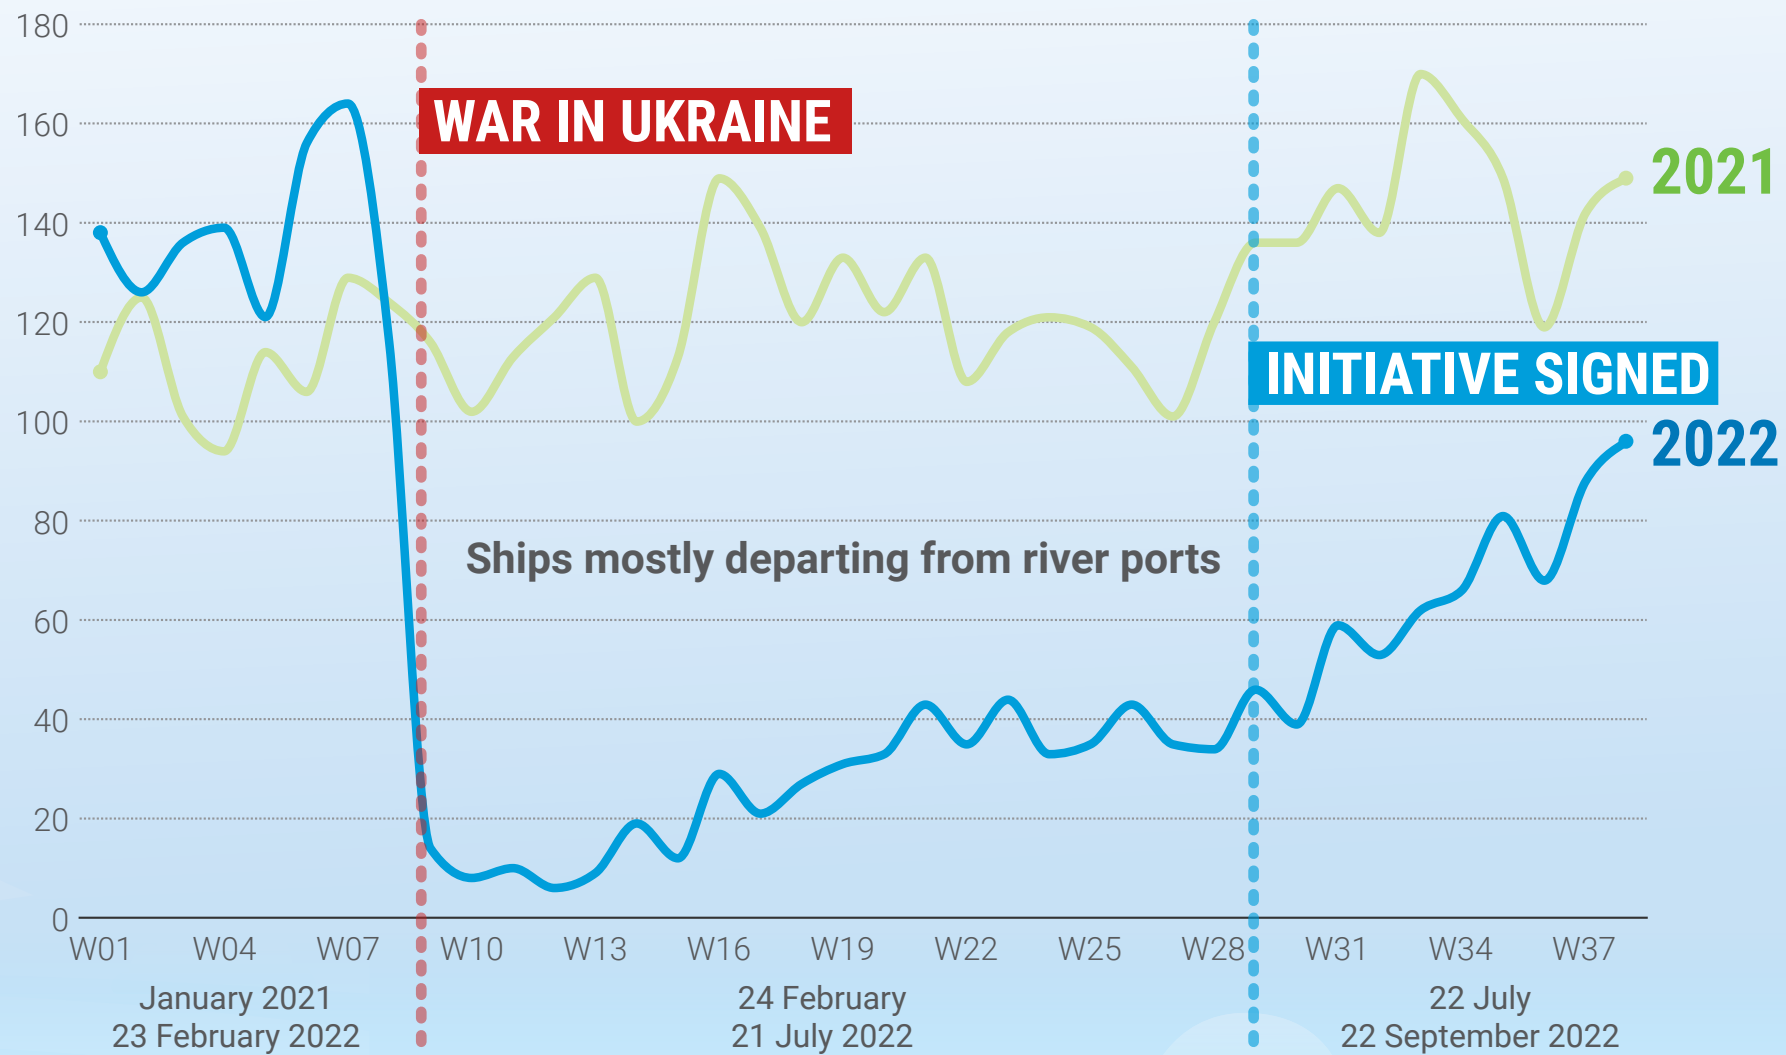 180
160
140
120
100
80
60
40
20
0
WAR IN UKRAINE
2021
INITIATIVE SIGNED
2022
Ships mostly departing from river ports
W01 W04 W07 W10 W13 W16 W19 W22 W25 W28 W31 W34 W37
January 2021
23 February 2022
24 February
21 July 2022
22 July
22 September 2022